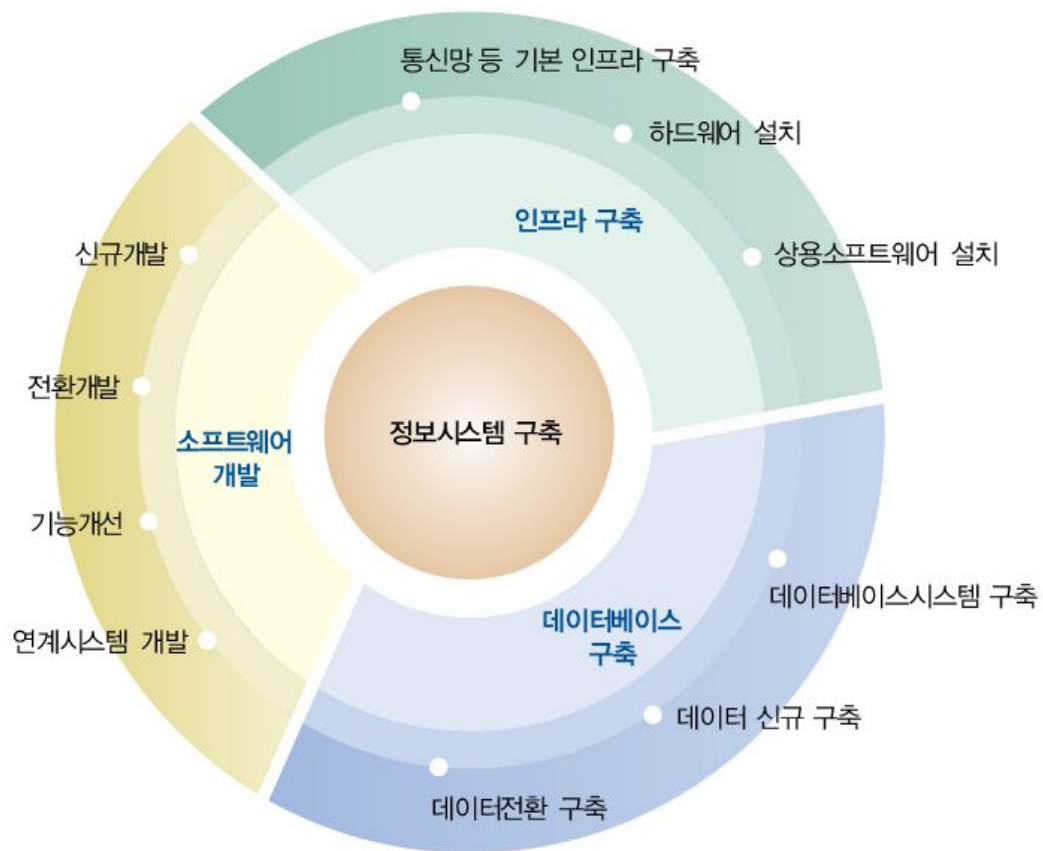 통신망 등 기본 인프라 구축
하드웨어 설치
인프라 구축
상용소프트웨어 설치
신규개발
전환개발
소프트웨어
개발
기능개선
연계시스템 개발
정보시스템 구축
데이터베이스시스템 구축
데이터베이스
구축
데이터 신규 구축
데이터전환 구축